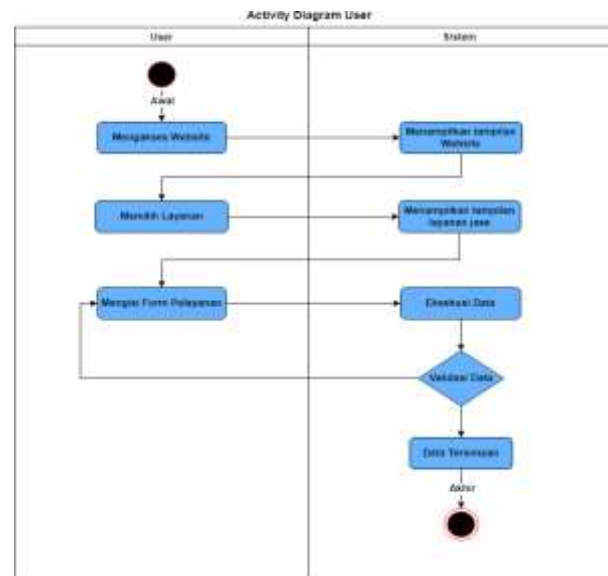 Activity Diagram User
User
Sistem
Awal
Mengakses Website
Menampilkan tampilan
Website
Memilih Layanan
Menampilkan tampilan
layanan jasa
Mengisi Form Pelayanan
Eksekusi Data
Validasi Data
Data Tersimpan
Akhir